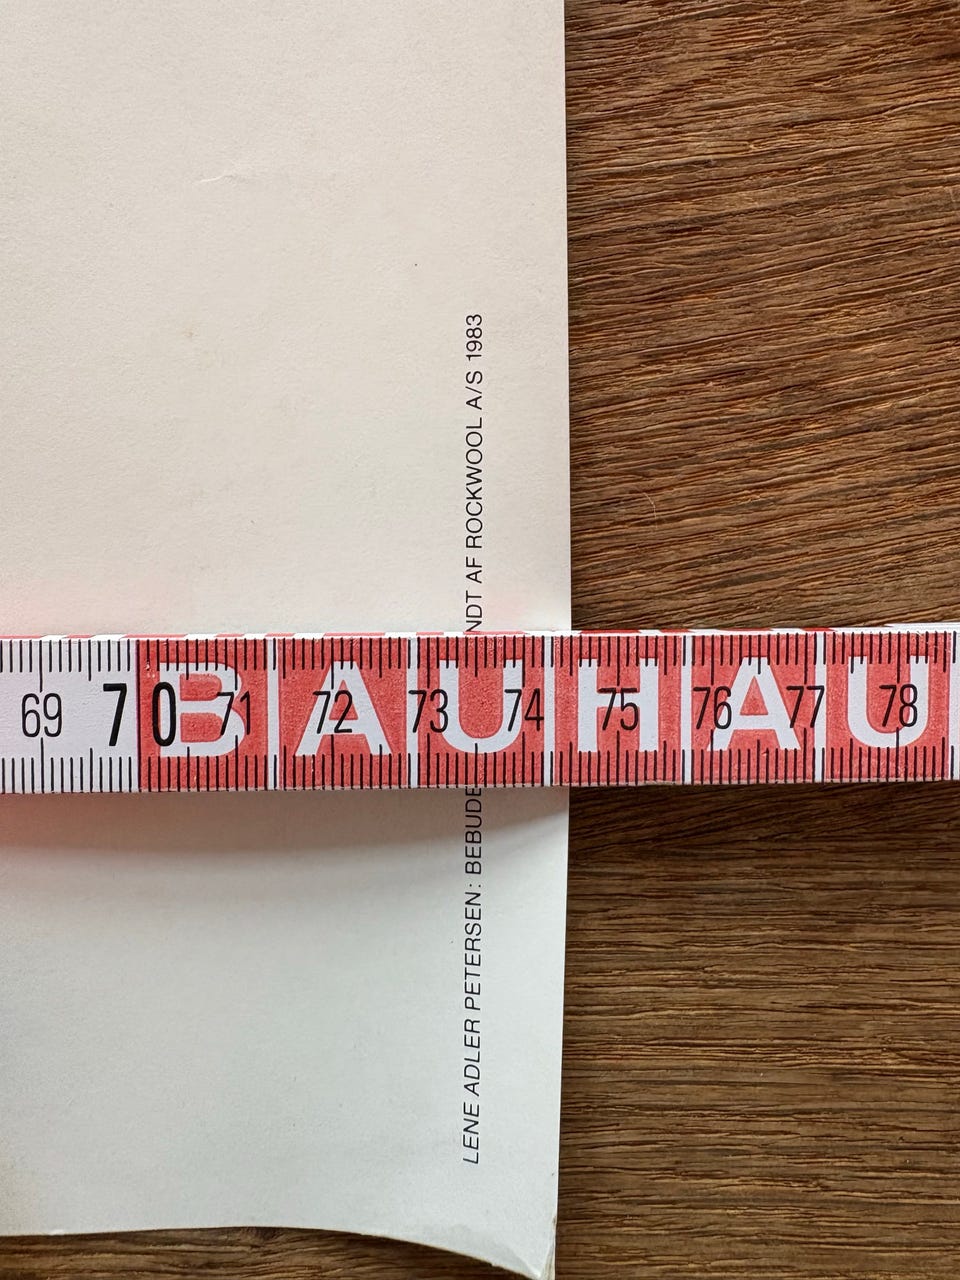 LENE ADLER PETERSEN: BEBUDE NDT AF ROCKWOOL A/S 1983
69 70 71 72 73 74 75 76 77 78
BAUHAU